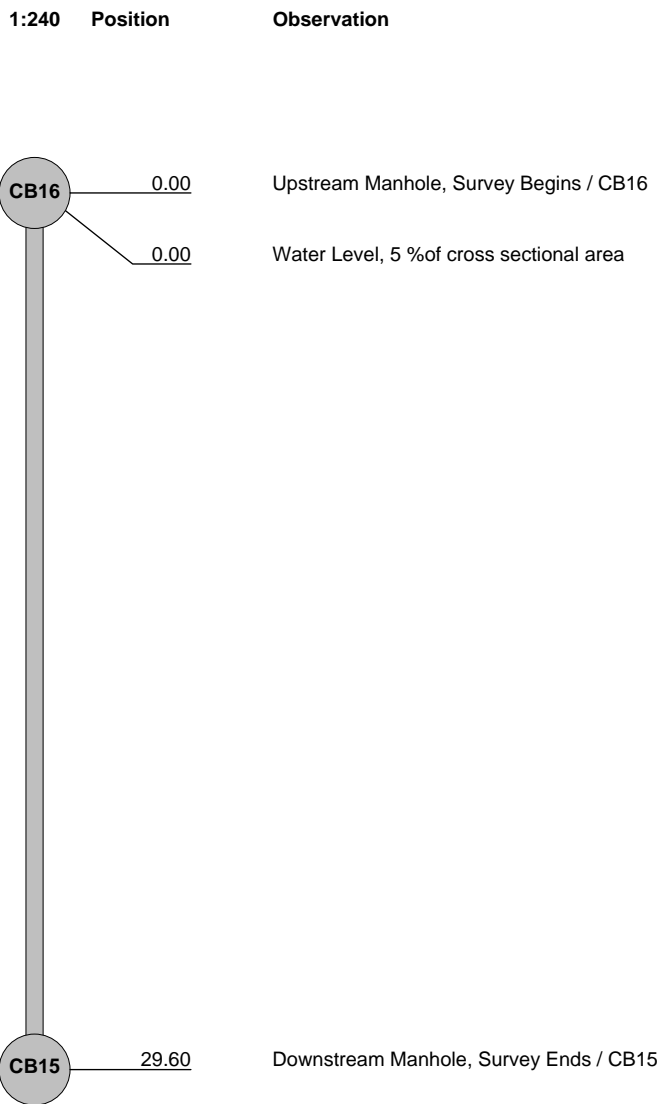 1:240 Position Observation
CB16 0.00 Upstream Manhole, Survey Begins / CB16
0.00 Water Level, 5 %of cross sectional area
CB15 29.60 Downstream Manhole, Survey Ends / CB15